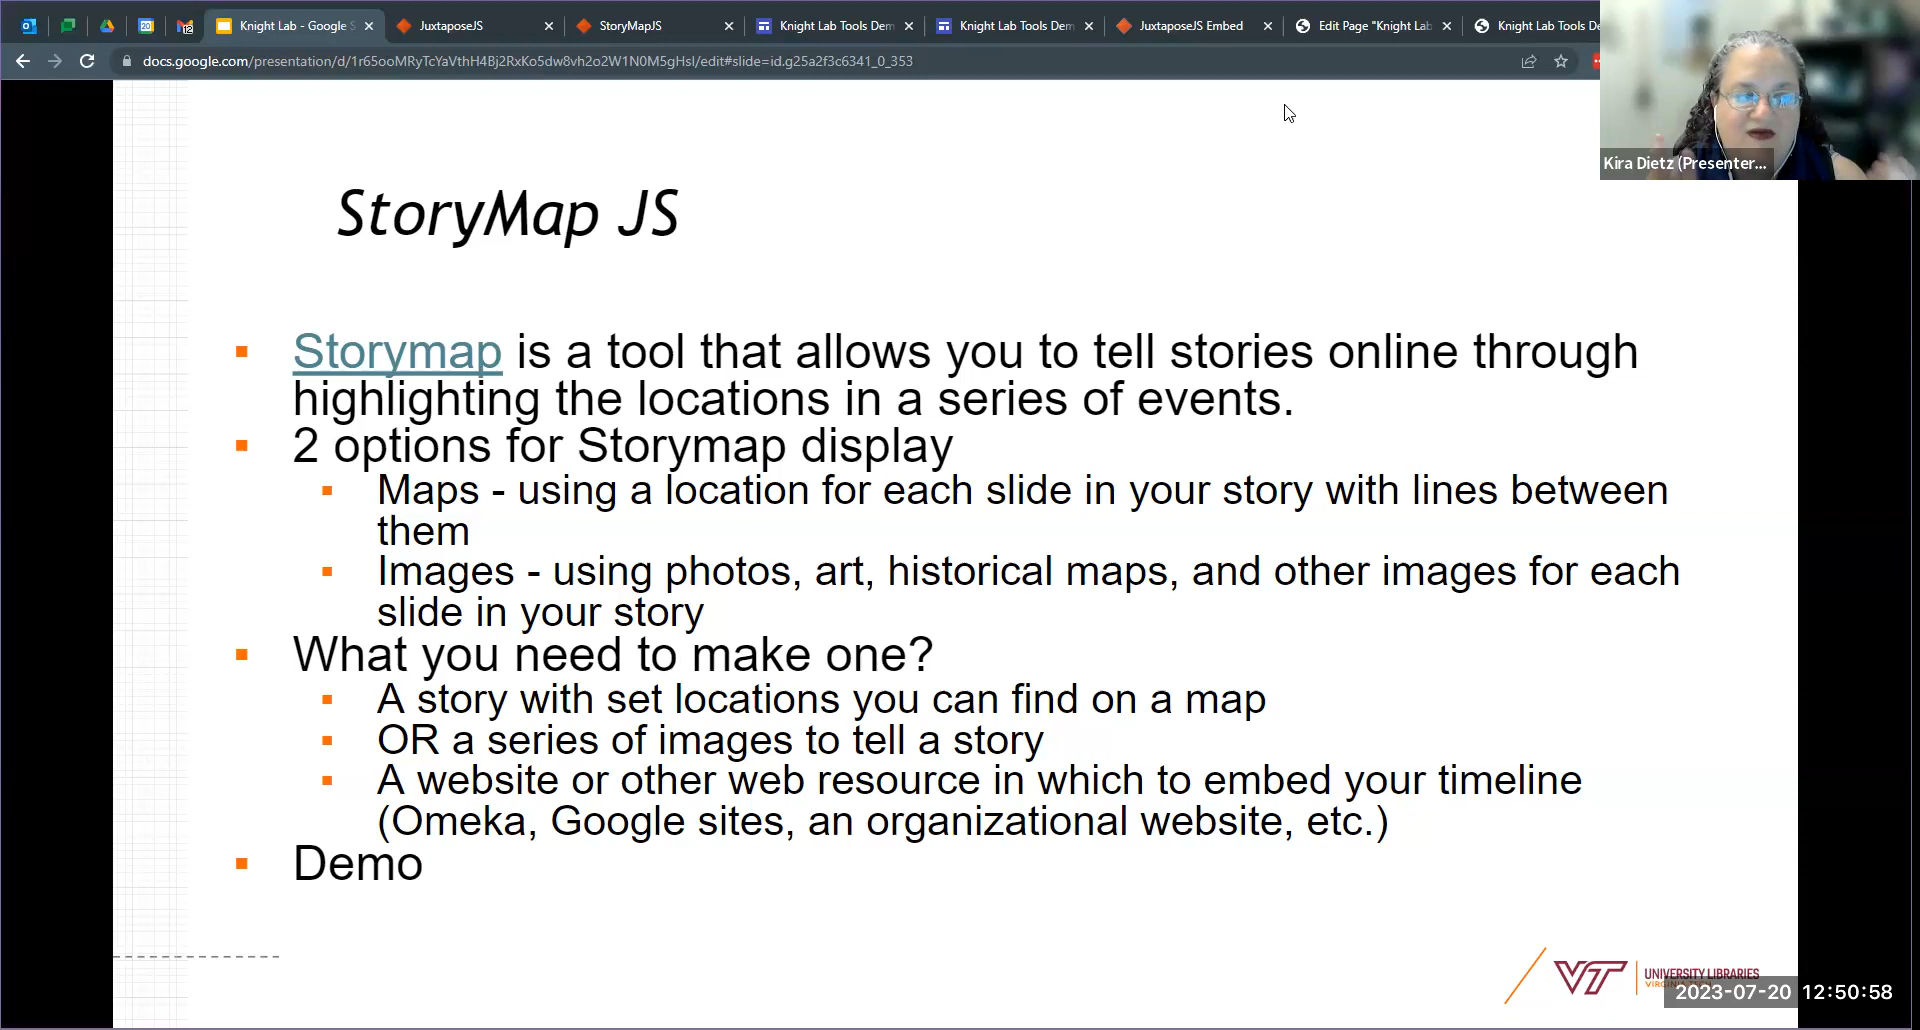 Knight Lab - Google S
JuxtaposeJS
StoryMapJS
Knight Lab Tools Dem
Knight Lab Tools Dem
JuxtaposeJS Embed
Edit Page "Knight Lab
Knight Lab Tools De
docs.google.com/presentation/d/1r65ooMRyTcYaVthH4Bj2RxKo5dw8vh2o2W1N0M5gHsI/edit#slide=id.g25a2f3c6341_0_353
Kira Dietz (Presenter...
StoryMap JS
Storymap is a tool that allows you to tell stories online through
highlighting the locations in a series of events.
2 options for Storymap display
Maps - using a location for each slide in your story with lines between
them
Images - using photos, art, historical maps, and other images for each
slide in your story
What you need to make one?
A story with set locations you can find on a map
OR a series of images to tell a story
A website or other web resource in which to embed your timeline
(Omeka, Google sites, an organizational website, etc.)
Demo
VT
UNIVERSITY LIBRARIES
2023-07-20 12:50:58